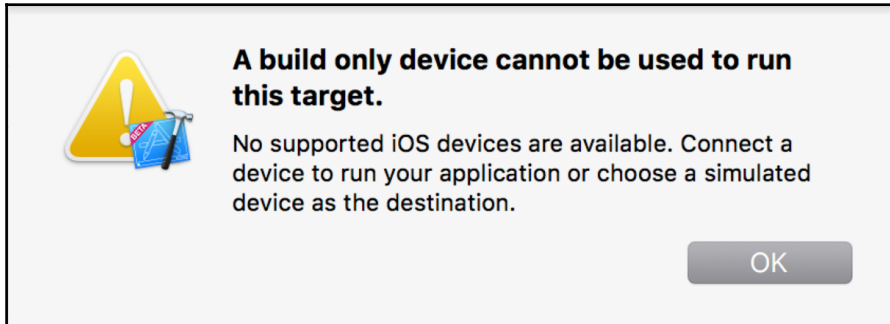 A build only device cannot be used to run
this target.
No supported iOS devices are available. Connect a
device to run your application or choose a simulated
device as the destination.
BETA
OK